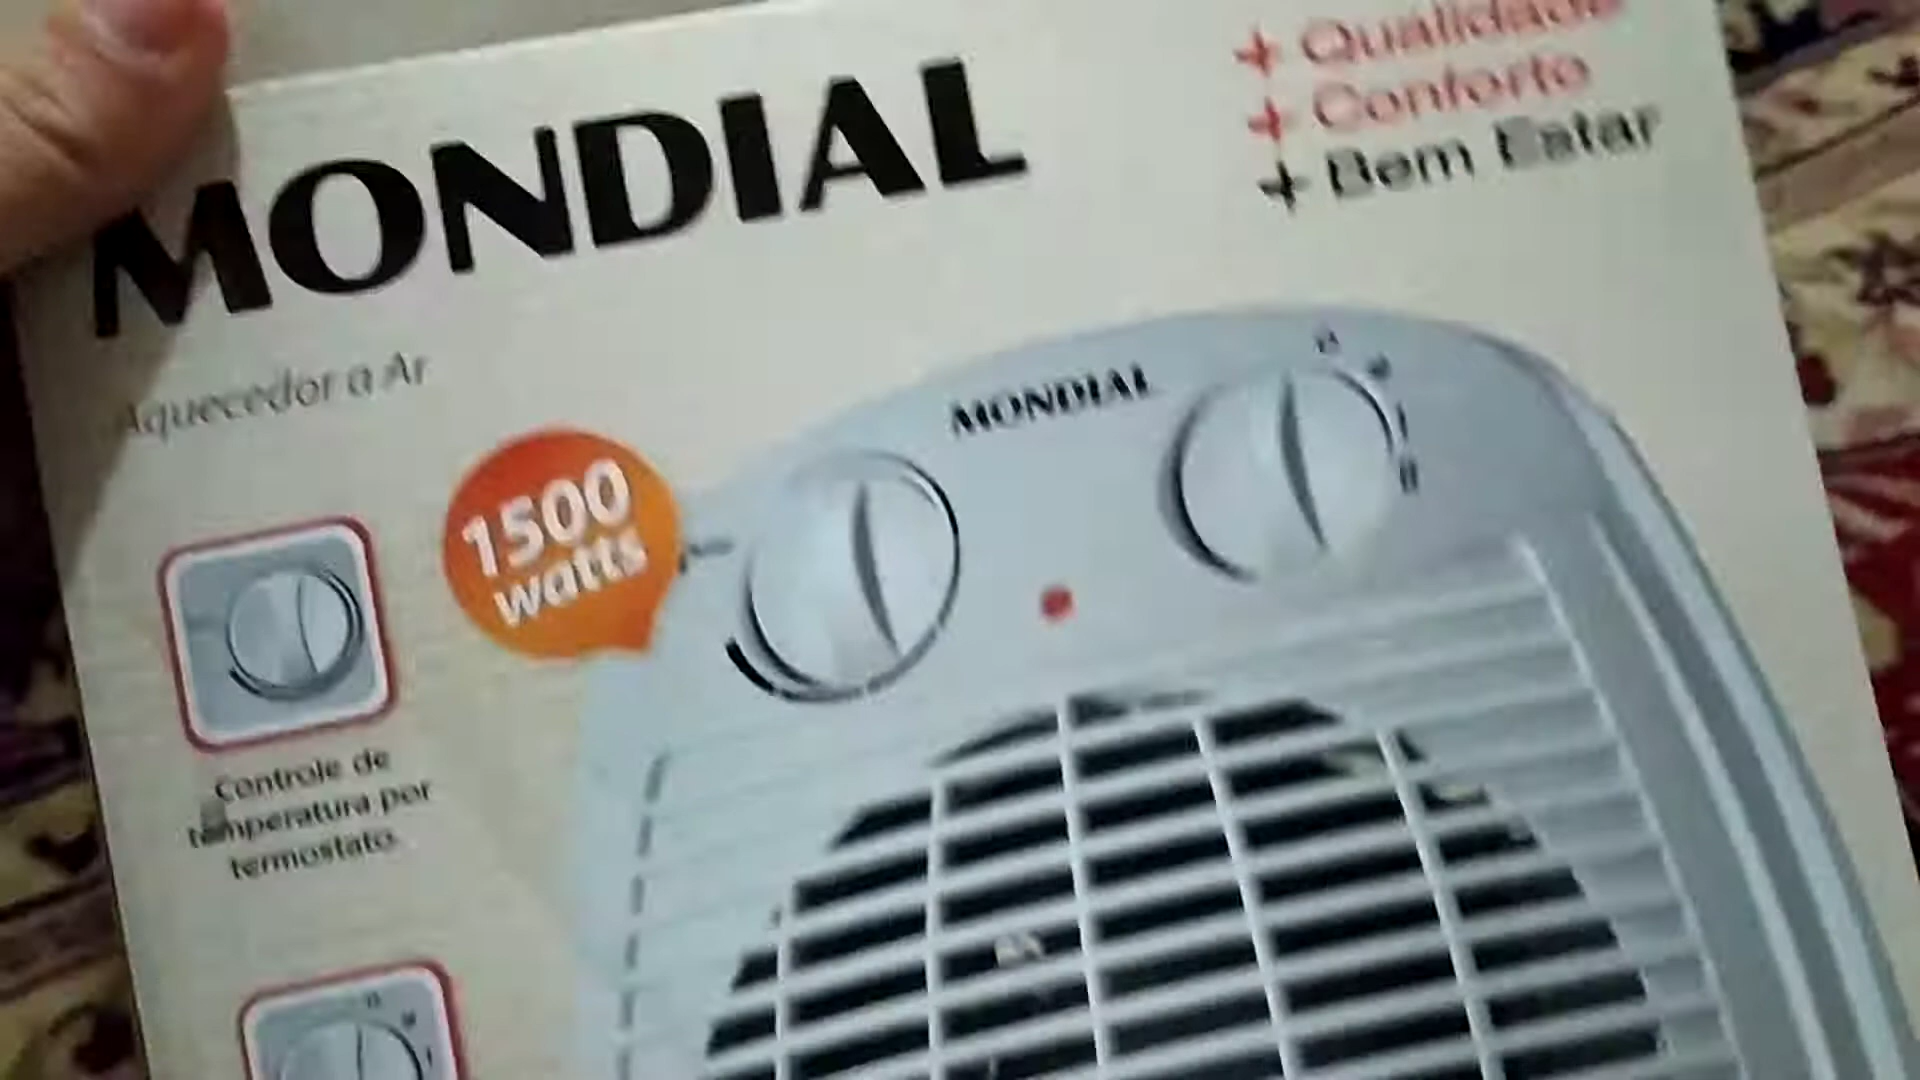 MONDIAL
+ Qualidade
+ Conforto
+ Bem Estar
Aquecedor a Ar
1500
watts
MONDIAL
Controle de
temperatura por
termostato.